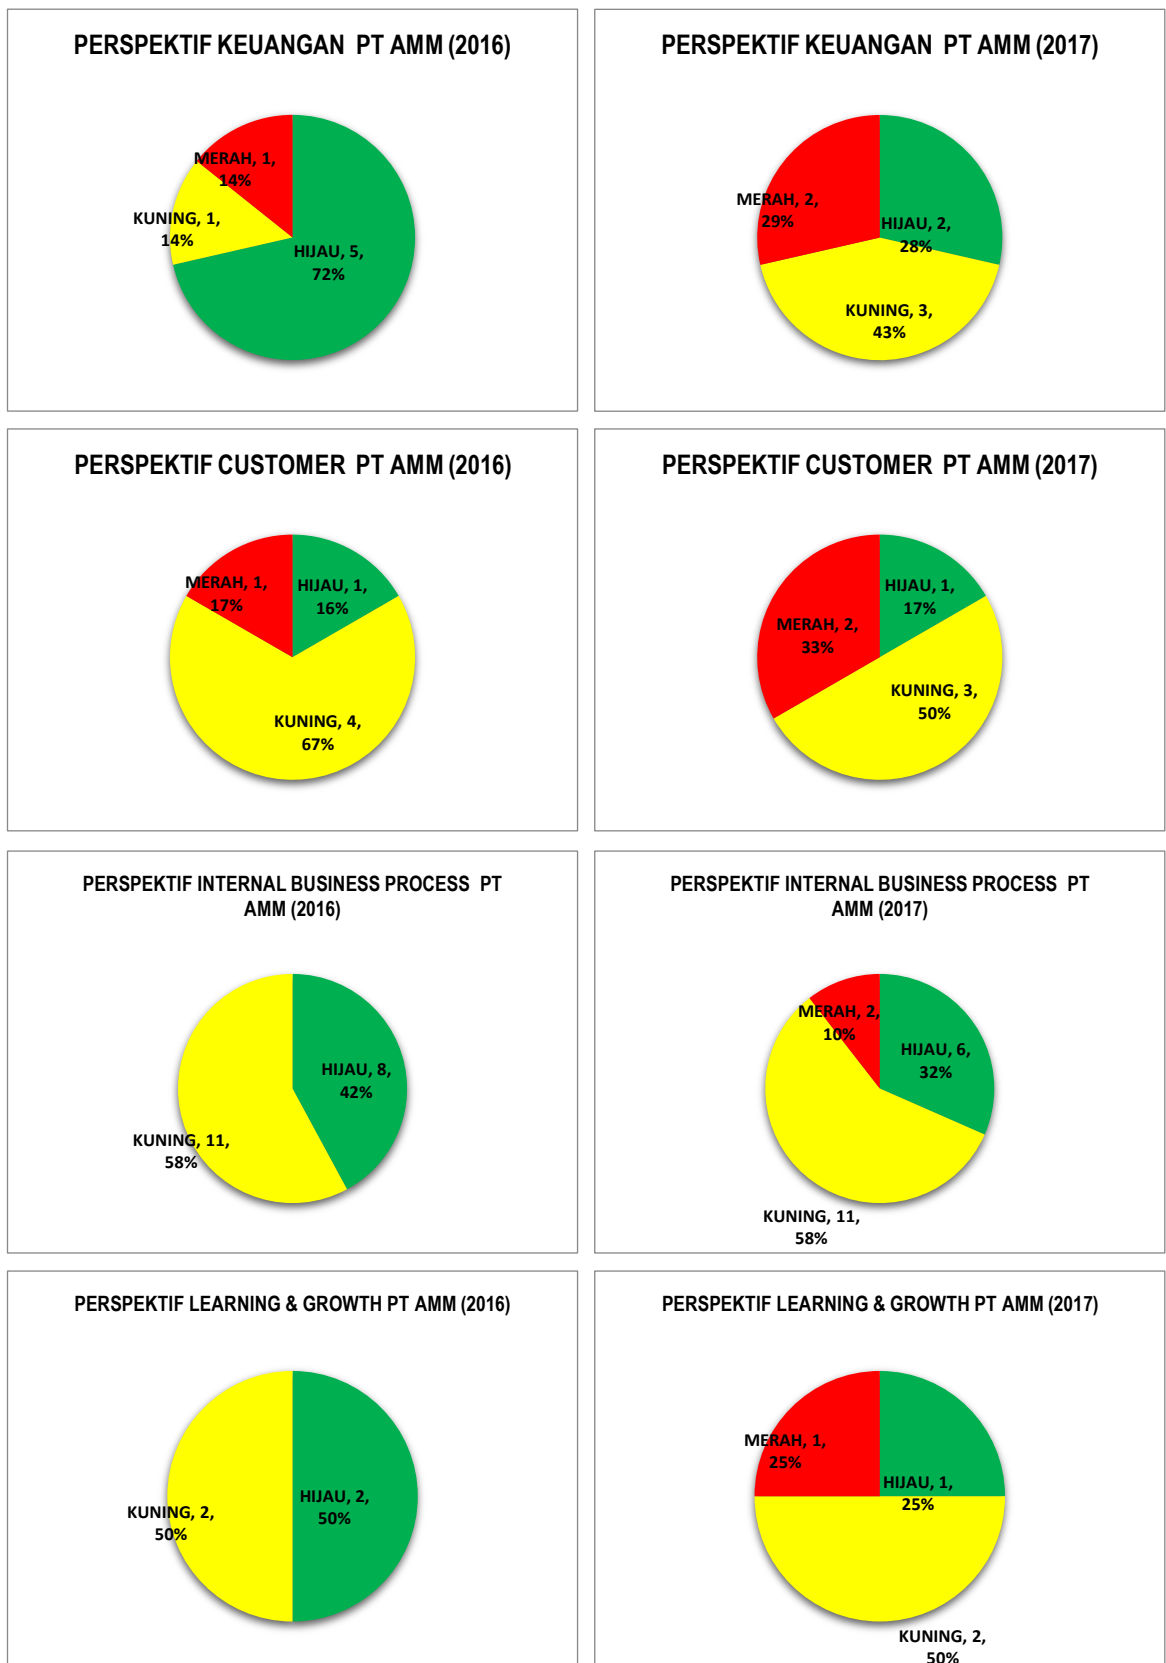 PERSPEKTIF KEUANGAN PT AMM (2016)
MERAH, 1,
14%
KUNING, 1,
14%
HIJAU, 5,
72%
PERSPEKTIF KEUANGAN PT AMM (2017)
MERAH, 2,
29%
HIJAU, 2,
28%
KUNING, 3,
43%
PERSPEKTIF CUSTOMER PT AMM (2016)
MERAH, 1,
17%
HIJAU, 1,
16%
KUNING, 4,
67%
PERSPEKTIF CUSTOMER PT AMM (2017)
HIJAU, 1,
17%
MERAH, 2,
33%
KUNING, 3,
50%
PERSPEKTIF INTERNAL BUSINESS PROCESS PT
AMM (2016)
HIJAU, 8,
42%
KUNING, 11,
58%
PERSPEKTIF INTERNAL BUSINESS PROCESS PT
AMM (2017)
MERAH, 2,
10%
HIJAU, 6,
32%
KUNING, 11,
58%
PERSPEKTIF LEARNING & GROWTH PT AMM (2016)
HIJAU, 2,
50%
KUNING, 2,
50%
PERSPEKTIF LEARNING & GROWTH PT AMM (2017)
MERAH, 1,
25%
HIJAU, 1,
25%
KUNING, 2,
50%